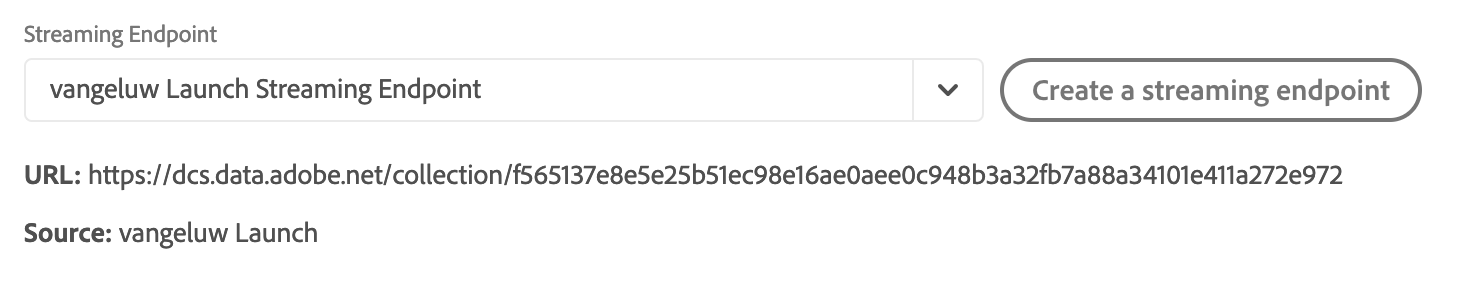 Streaming Endpoint
vangeluw Launch Streaming Endpoint
Create a streaming endpoint
URL: https://dcs.data.adobe.net/collection/f565137e8e5e25b51ec98e16ae0aee0c948b3a32fb7a88a34101e411a272e972
Source: vangeluw Launch